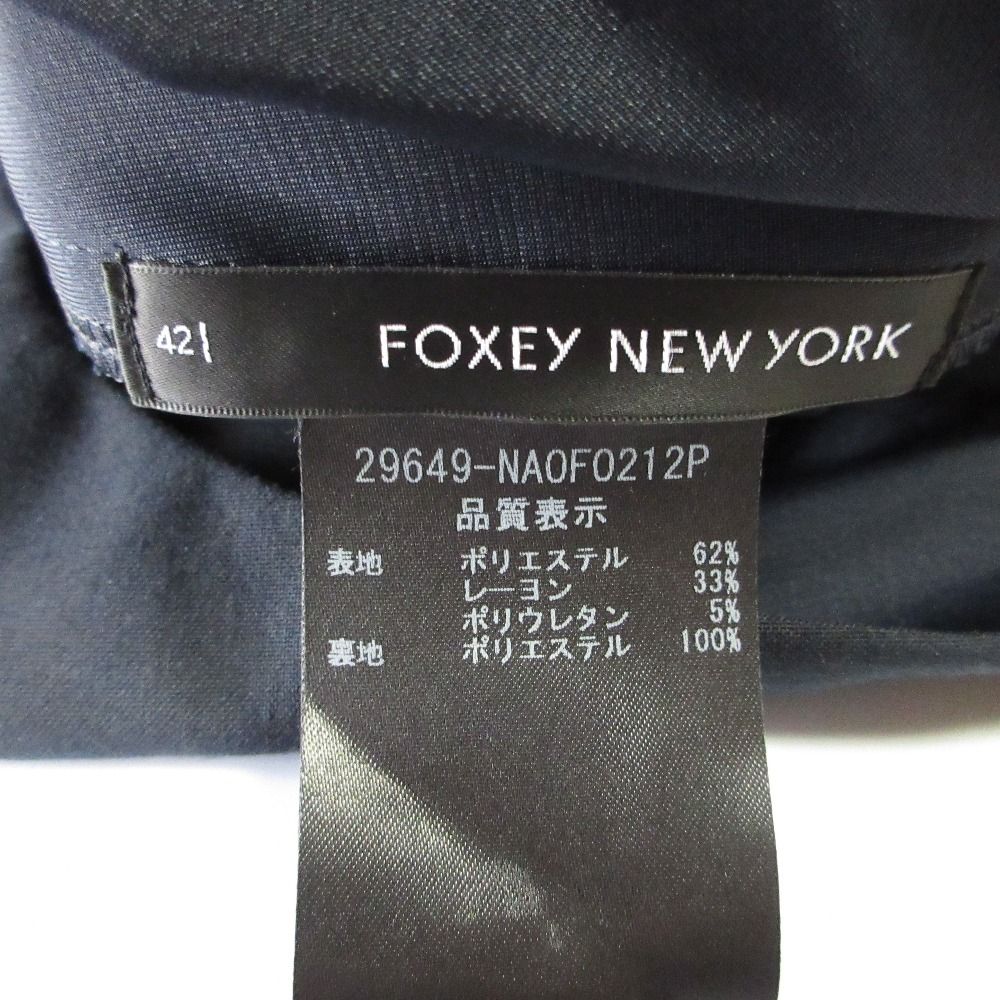 42
FOXEY NEW YORK
29649-NAOF0212P
品質表示
表地 ポリエステル 62%
レーヨン 33%
ポリウレタン 5%
裏地 ポリエステル 100%